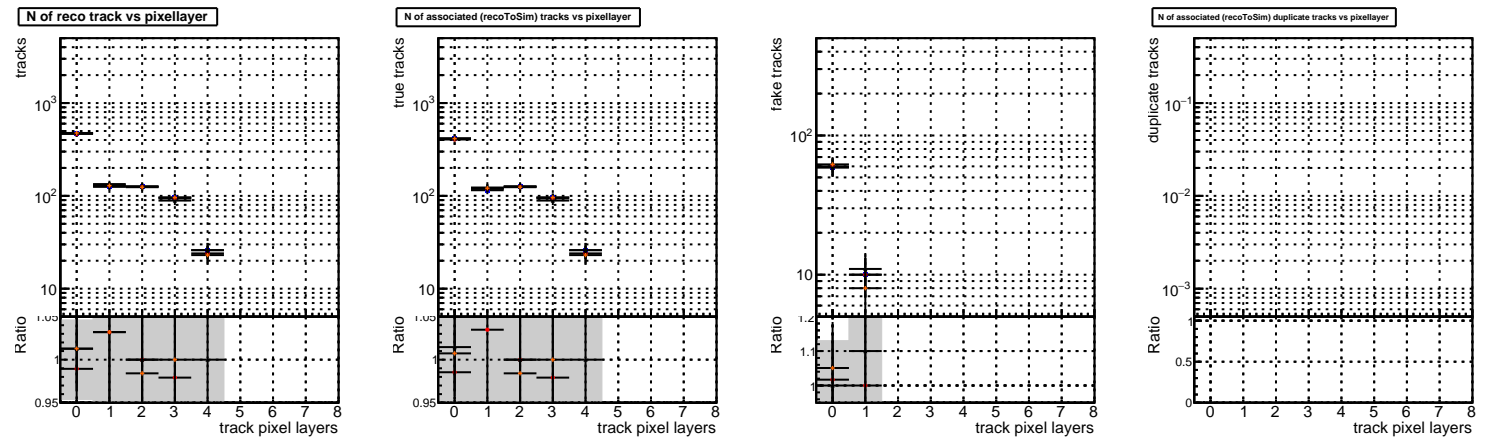 N of reco track vs pixellayer
tracks
10³
10²
10
Ratio
1.05
1
0.95
0 1 2 3 4 5 6 7 8
track pixel layers
N of associated (recoToSim) tracks vs pixellayer
true tracks
10³
10²
10
Ratio
1.05
1
0.95
0 1 2 3 4 5 6 7 8
track pixel layers
fake tracks
10²
10
Ratio
1.2
1.1
1
0 1 2 3 4 5 6 7 8
track pixel layers
N of associated (recoToSim) duplicate tracks vs pixellayer
duplicate tracks
10⁻¹
10⁻²
10⁻³
Ratio
1
0.5
0
0 1 2 3 4 5 6 7 8
track pixel layers